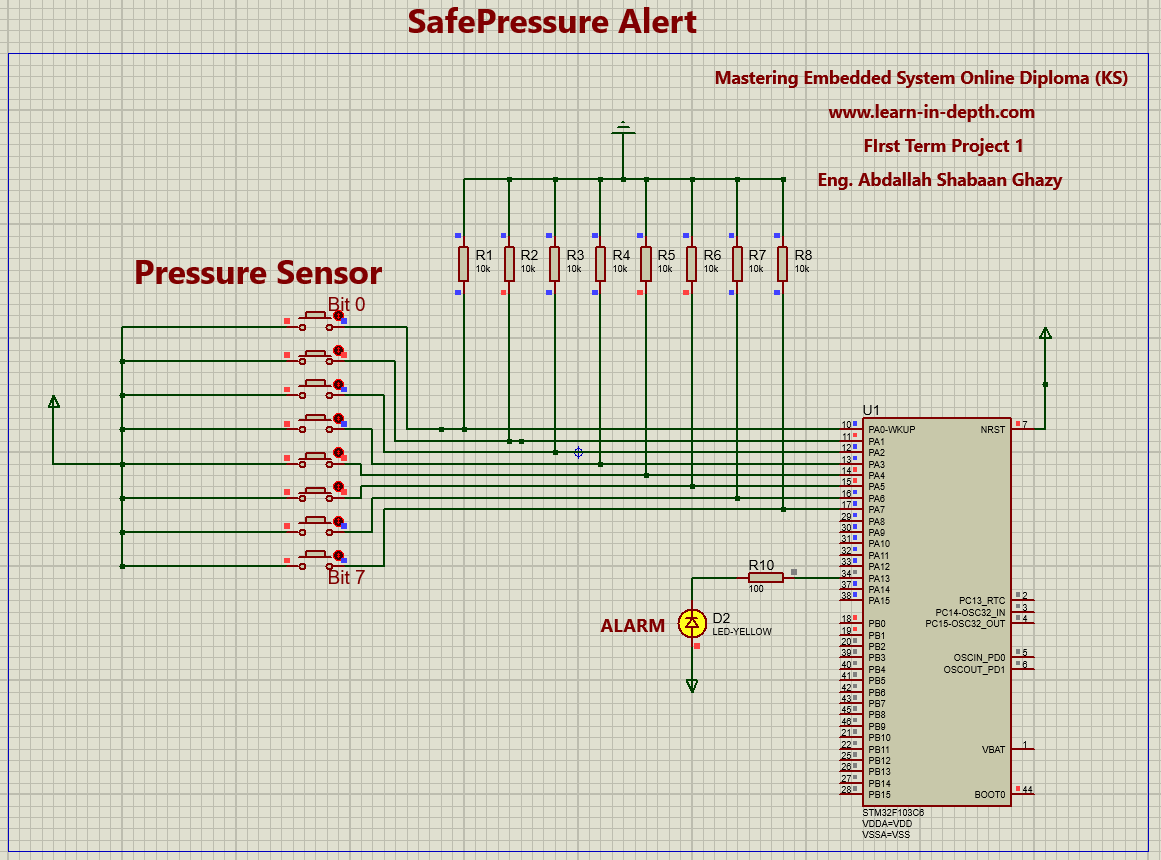 SafePressure Alert
Mastering Embedded System Online Diploma (KS)
www.learn-in-depth.com
FIrst Term Project 1
Eng. Abdallah Shabaan Ghazy
Pressure Sensor
Bit 0
Bit 7
R1
10k
R2
10k
R3
10k
R4
10k
R5
10k
R6
10k
R7
10k
R8
10k
R10
100
ALARM
D2
LED-YELLOW
U1
10 PA0-WKUP
11 PA1
12 PA2
13 PA3
14 PA4
15 PA5
16 PA6
17 PA7
29 PA8
30 PA9
31 PA10
32 PA11
33 PA12
34 PA13
37 PA14
38 PA15
18 PB0
19 PB1
20 PB2
39 PB3
40 PB4
41 PB5
42 PB6
43 PB7
45 PB8
46 PB9
21 PB10
22 PB11
25 PB12
26 PB13
27 PB14
28 PB15
NRST 7
PC13_RTC 2
PC14-OSC32_IN 3
PC15-OSC32_OUT 4
OSCIN_PD0 5
OSCOUT_PD1 6
VBAT 1
BOOT0 44
STM32F103C6
VDDA=VDD
VSSA=VSS